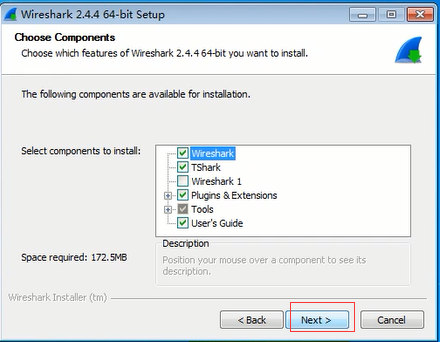 Wireshark 2.4.4 64-bit Setup
Choose Components
Choose which features of Wireshark 2.4.4 64-bit you want to install.
The following components are available for installation.
Select components to install:
Wireshark
TShark
Wireshark 1
Plugins & Extensions
Tools
User's Guide
Space required: 172.5MB
Description
Position your mouse over a component to see its
description.
Wireshark Installer (tm)
< Back
Next >
Cancel